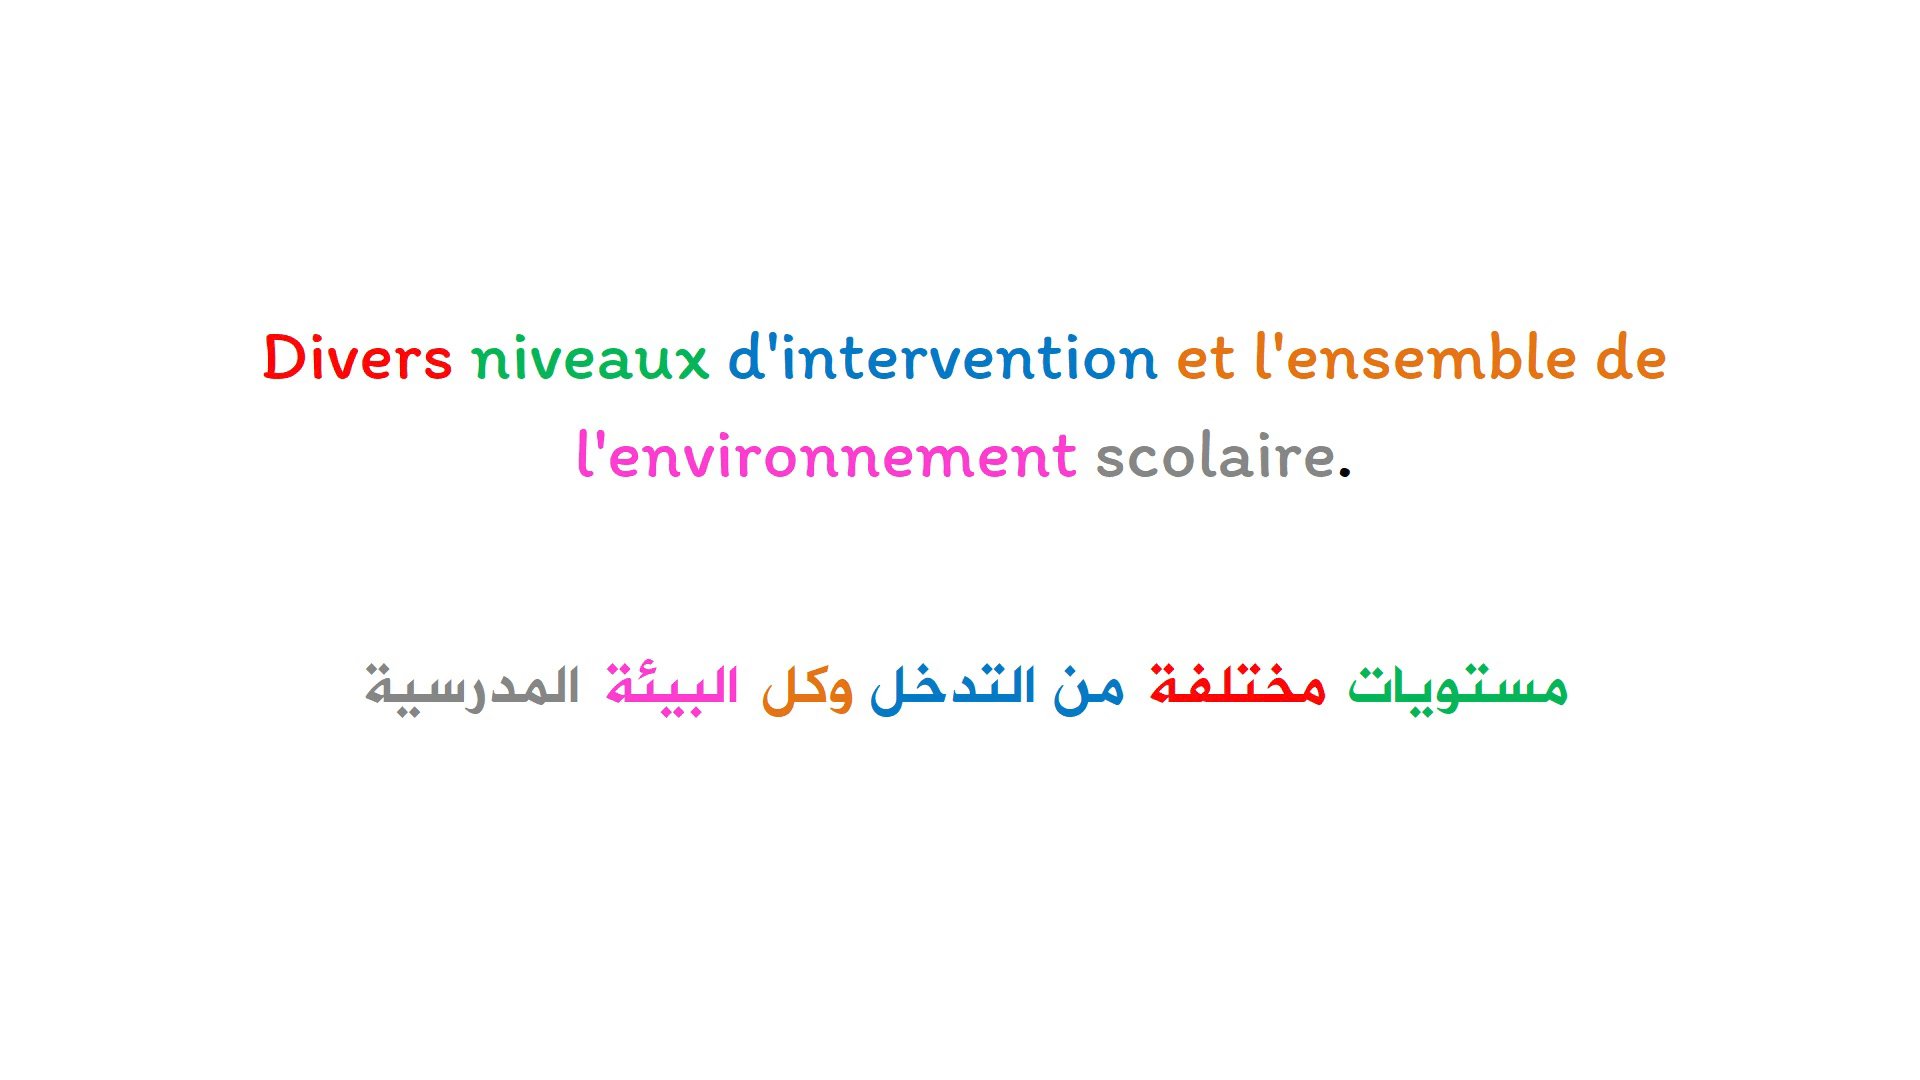 Divers niveaux d'intervention et l'ensemble de
l'environnement scolaire.
مستويات مختلفة من التدخل وكل البيئة المدرسية